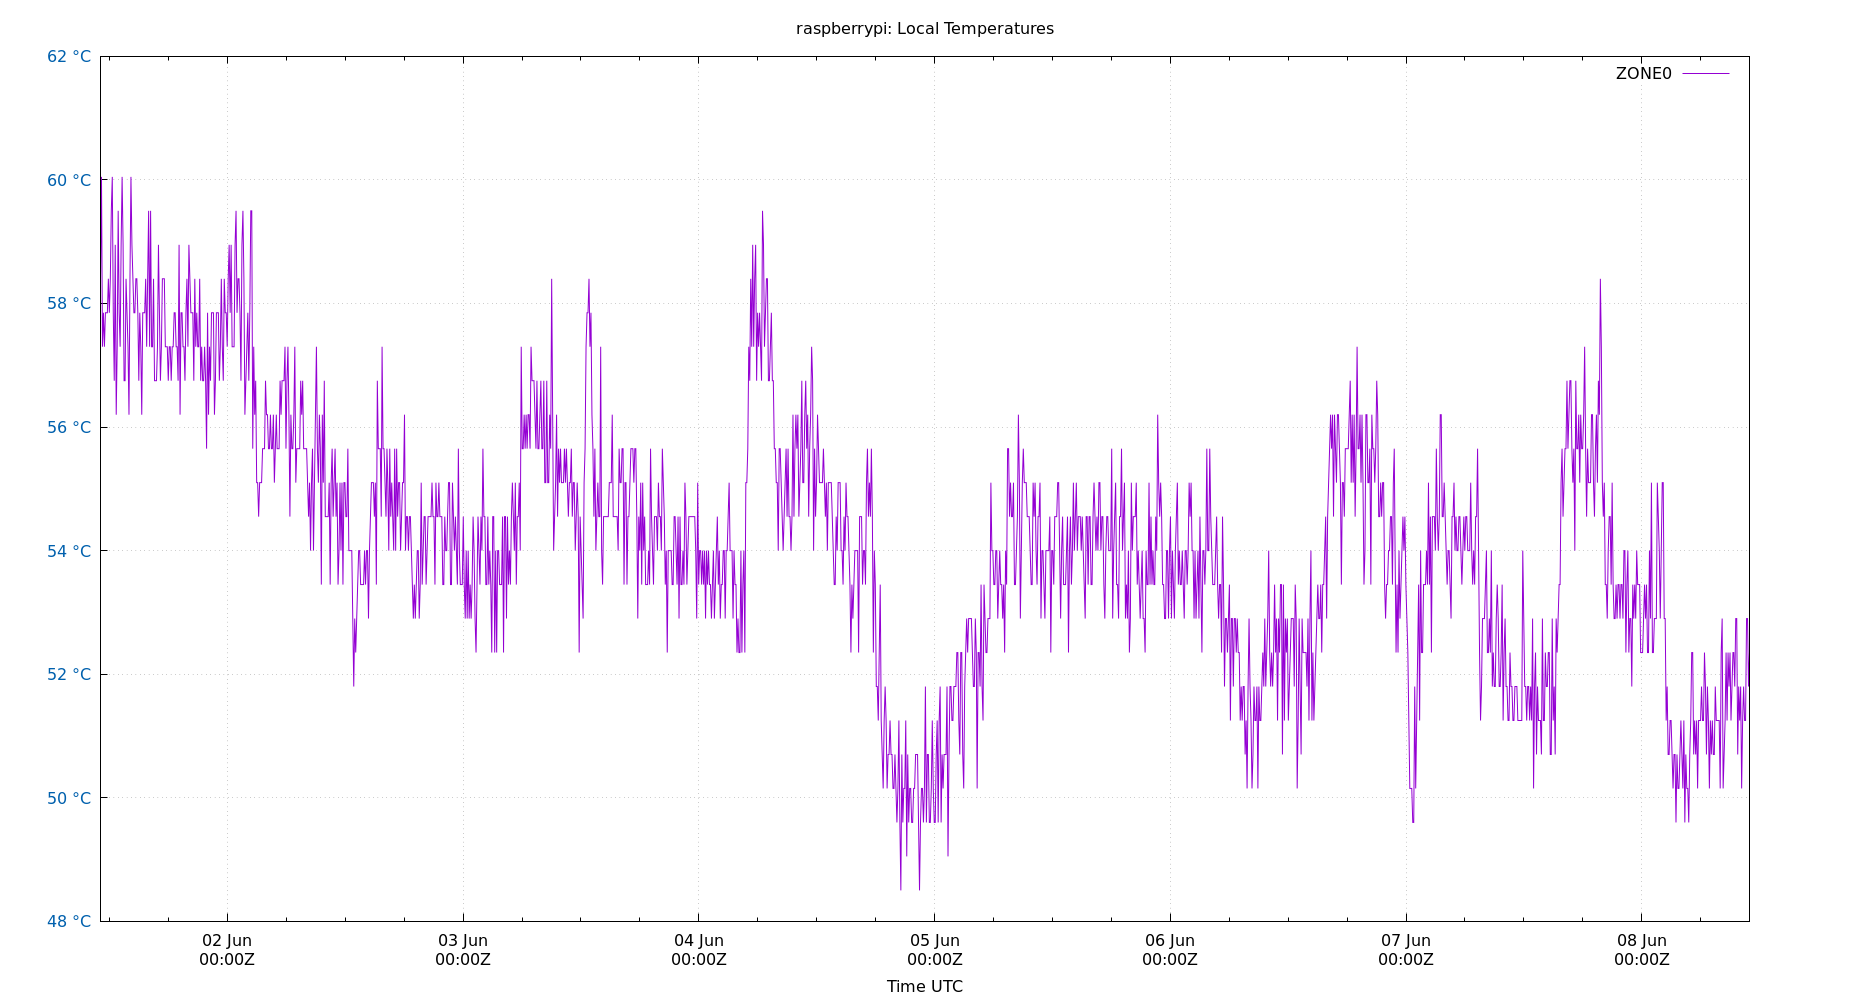 raspberrypi: Local Temperatures
62 °C
ZONE0
60 °C
58 °C
56 °C
54 °C
52 °C
50 °C
48 °C
02 Jun 03 Jun 04 Jun 05 Jun 06 Jun 07 Jun 08 Jun
00:00Z 00:00Z 00:00Z 00:00Z 00:00Z 00:00Z 00:00Z
Time UTC